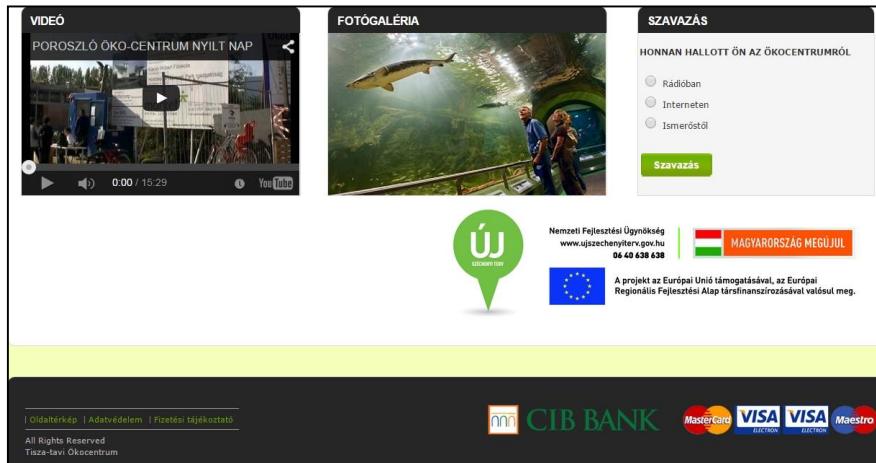 VIDEÓ
POROSZLÓ ÖKO-CENTRUM NYILT NAP
0:00 / 15:29
YouTube
FOTÓGALÉRIA
SZAVAZÁS
HONNAN HALLOTT ÖN AZ ÖKOCENTRUMRÓL
Rádióban
Interneten
Ismerőstől
Szavazás
ÚJ
SZÉCHENYI TERV
Nemzeti Fejlesztési Ügynökség
www.ujszechenyiterv.gov.hu
06 40 638 638
MAGYARORSZÁG MEGÚJUL
A projekt az Európai Unió támogatásával, az Európai
Regionális Fejlesztési Alap társfinanszírozásával valósul meg.
| Oldaltérkép | Adatvédelem | Fizetési tájékoztató
All Rights Reserved
Tisza-tavi Ökocentrum
CIB BANK
MasterCard
VISA
ELECTRON
VISA
ELECTRON
Maestro